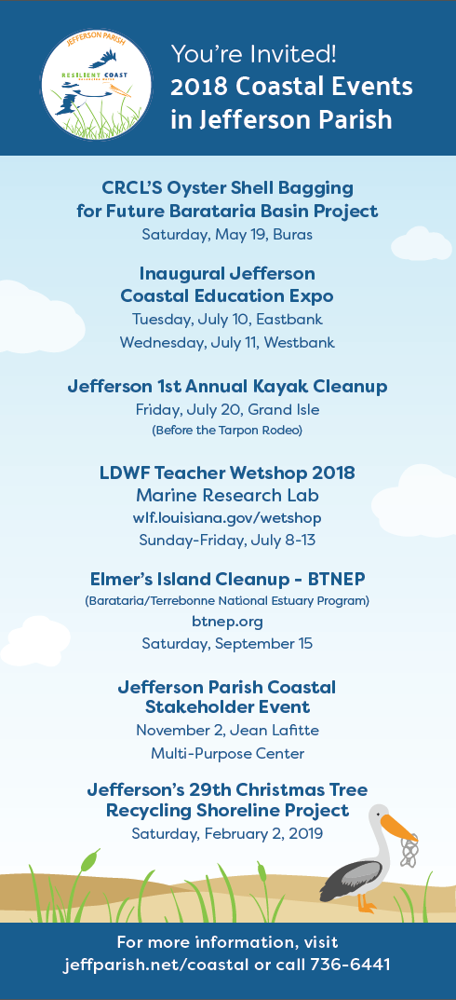 JEFFERSON PARISH
RESILIENT COAST
You're Invited!
2018 Coastal Events
in Jefferson Parish
CRCL'S Oyster Shell Bagging
for Future Barataria Basin Project
Saturday, May 19, Buras
Inaugural Jefferson
Coastal Education Expo
Tuesday, July 10, Eastbank
Wednesday, July 11, Westbank
Jefferson 1st Annual Kayak Cleanup
Friday, July 20, Grand Isle
(Before the Tarpon Rodeo)
LDWF Teacher Wetshop 2018
Marine Research Lab
wlf.louisiana.gov/wetshop
Sunday-Friday, July 8-13
Elmer's Island Cleanup - BTNEP
(Barataria/Terrebonne National Estuary Program)
btnep.org
Saturday, September 15
Jefferson Parish Coastal
Stakeholder Event
November 2, Jean Lafitte
Multi-Purpose Center
Jefferson's 29th Christmas Tree
Recycling Shoreline Project
Saturday, February 2, 2019
For more information, visit
jeffparish.net/coastal or call 736-6441